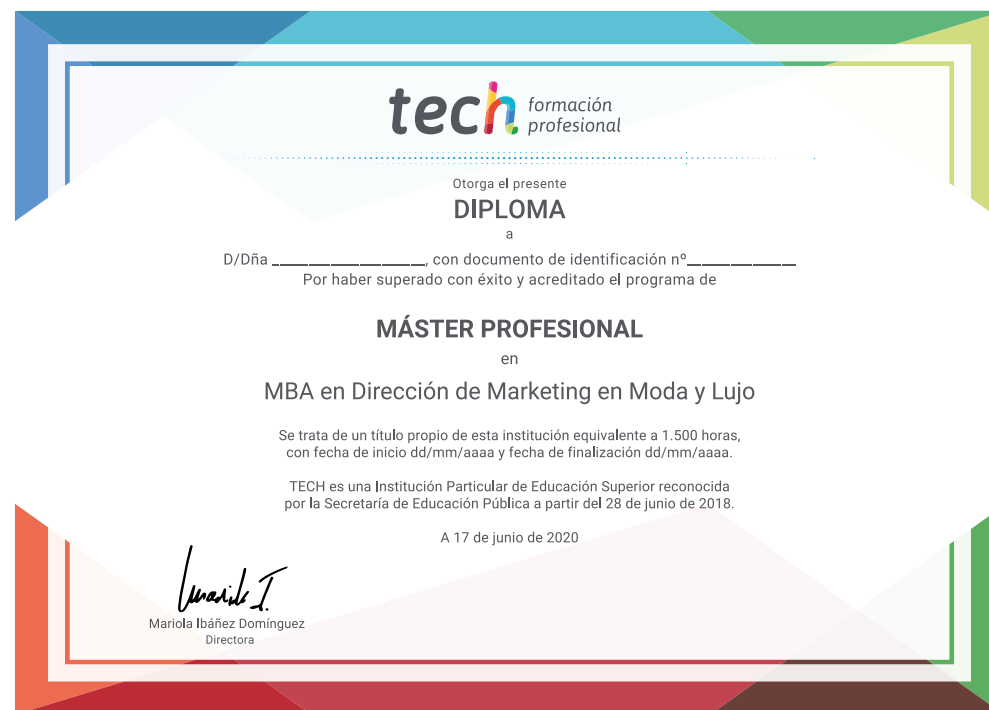 tech formación
profesional
Otorga el presente
DIPLOMA
a
D/Dña ____________________, con documento de identificación nº______________
Por haber superado con éxito y acreditado el programa de
MÁSTER PROFESIONAL
en
MBA en Dirección de Marketing en Moda y Lujo
Se trata de un título propio de esta institución equivalente a 1.500 horas,
con fecha de inicio dd/mm/aaaa y fecha de finalización dd/mm/aaaa.
TECH es una Institución Particular de Educación Superior reconocida
por la Secretaría de Educación Pública a partir del 28 de junio de 2018.
A 17 de junio de 2020
Mariola I.
Mariola Ibáñez Domínguez
Directora